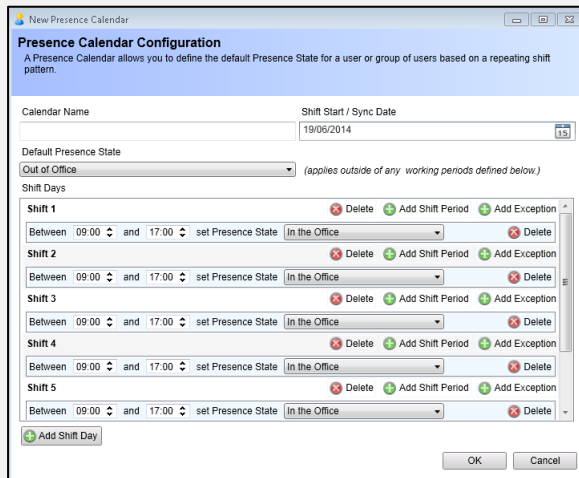 New Presence Calendar
Presence Calendar Configuration
A Presence Calendar allows you to define the default Presence State for a user or group of users based on a repeating shift
pattern.
Calendar Name Shift Start / Sync Date
19/06/2014 15
Default Presence State
Out of Office (applies outside of any working periods defined below.)
Shift Days
Shift 1 Delete Add Shift Period Add Exception
Between 09:00 and 17:00 set Presence State In the Office Delete
Shift 2 Delete Add Shift Period Add Exception
Between 09:00 and 17:00 set Presence State In the Office Delete
Shift 3 Delete Add Shift Period Add Exception
Between 09:00 and 17:00 set Presence State In the Office Delete
Shift 4 Delete Add Shift Period Add Exception
Between 09:00 and 17:00 set Presence State In the Office Delete
Shift 5 Delete Add Shift Period Add Exception
Between 09:00 and 17:00 set Presence State In the Office Delete
Add Shift Day
OK Cancel